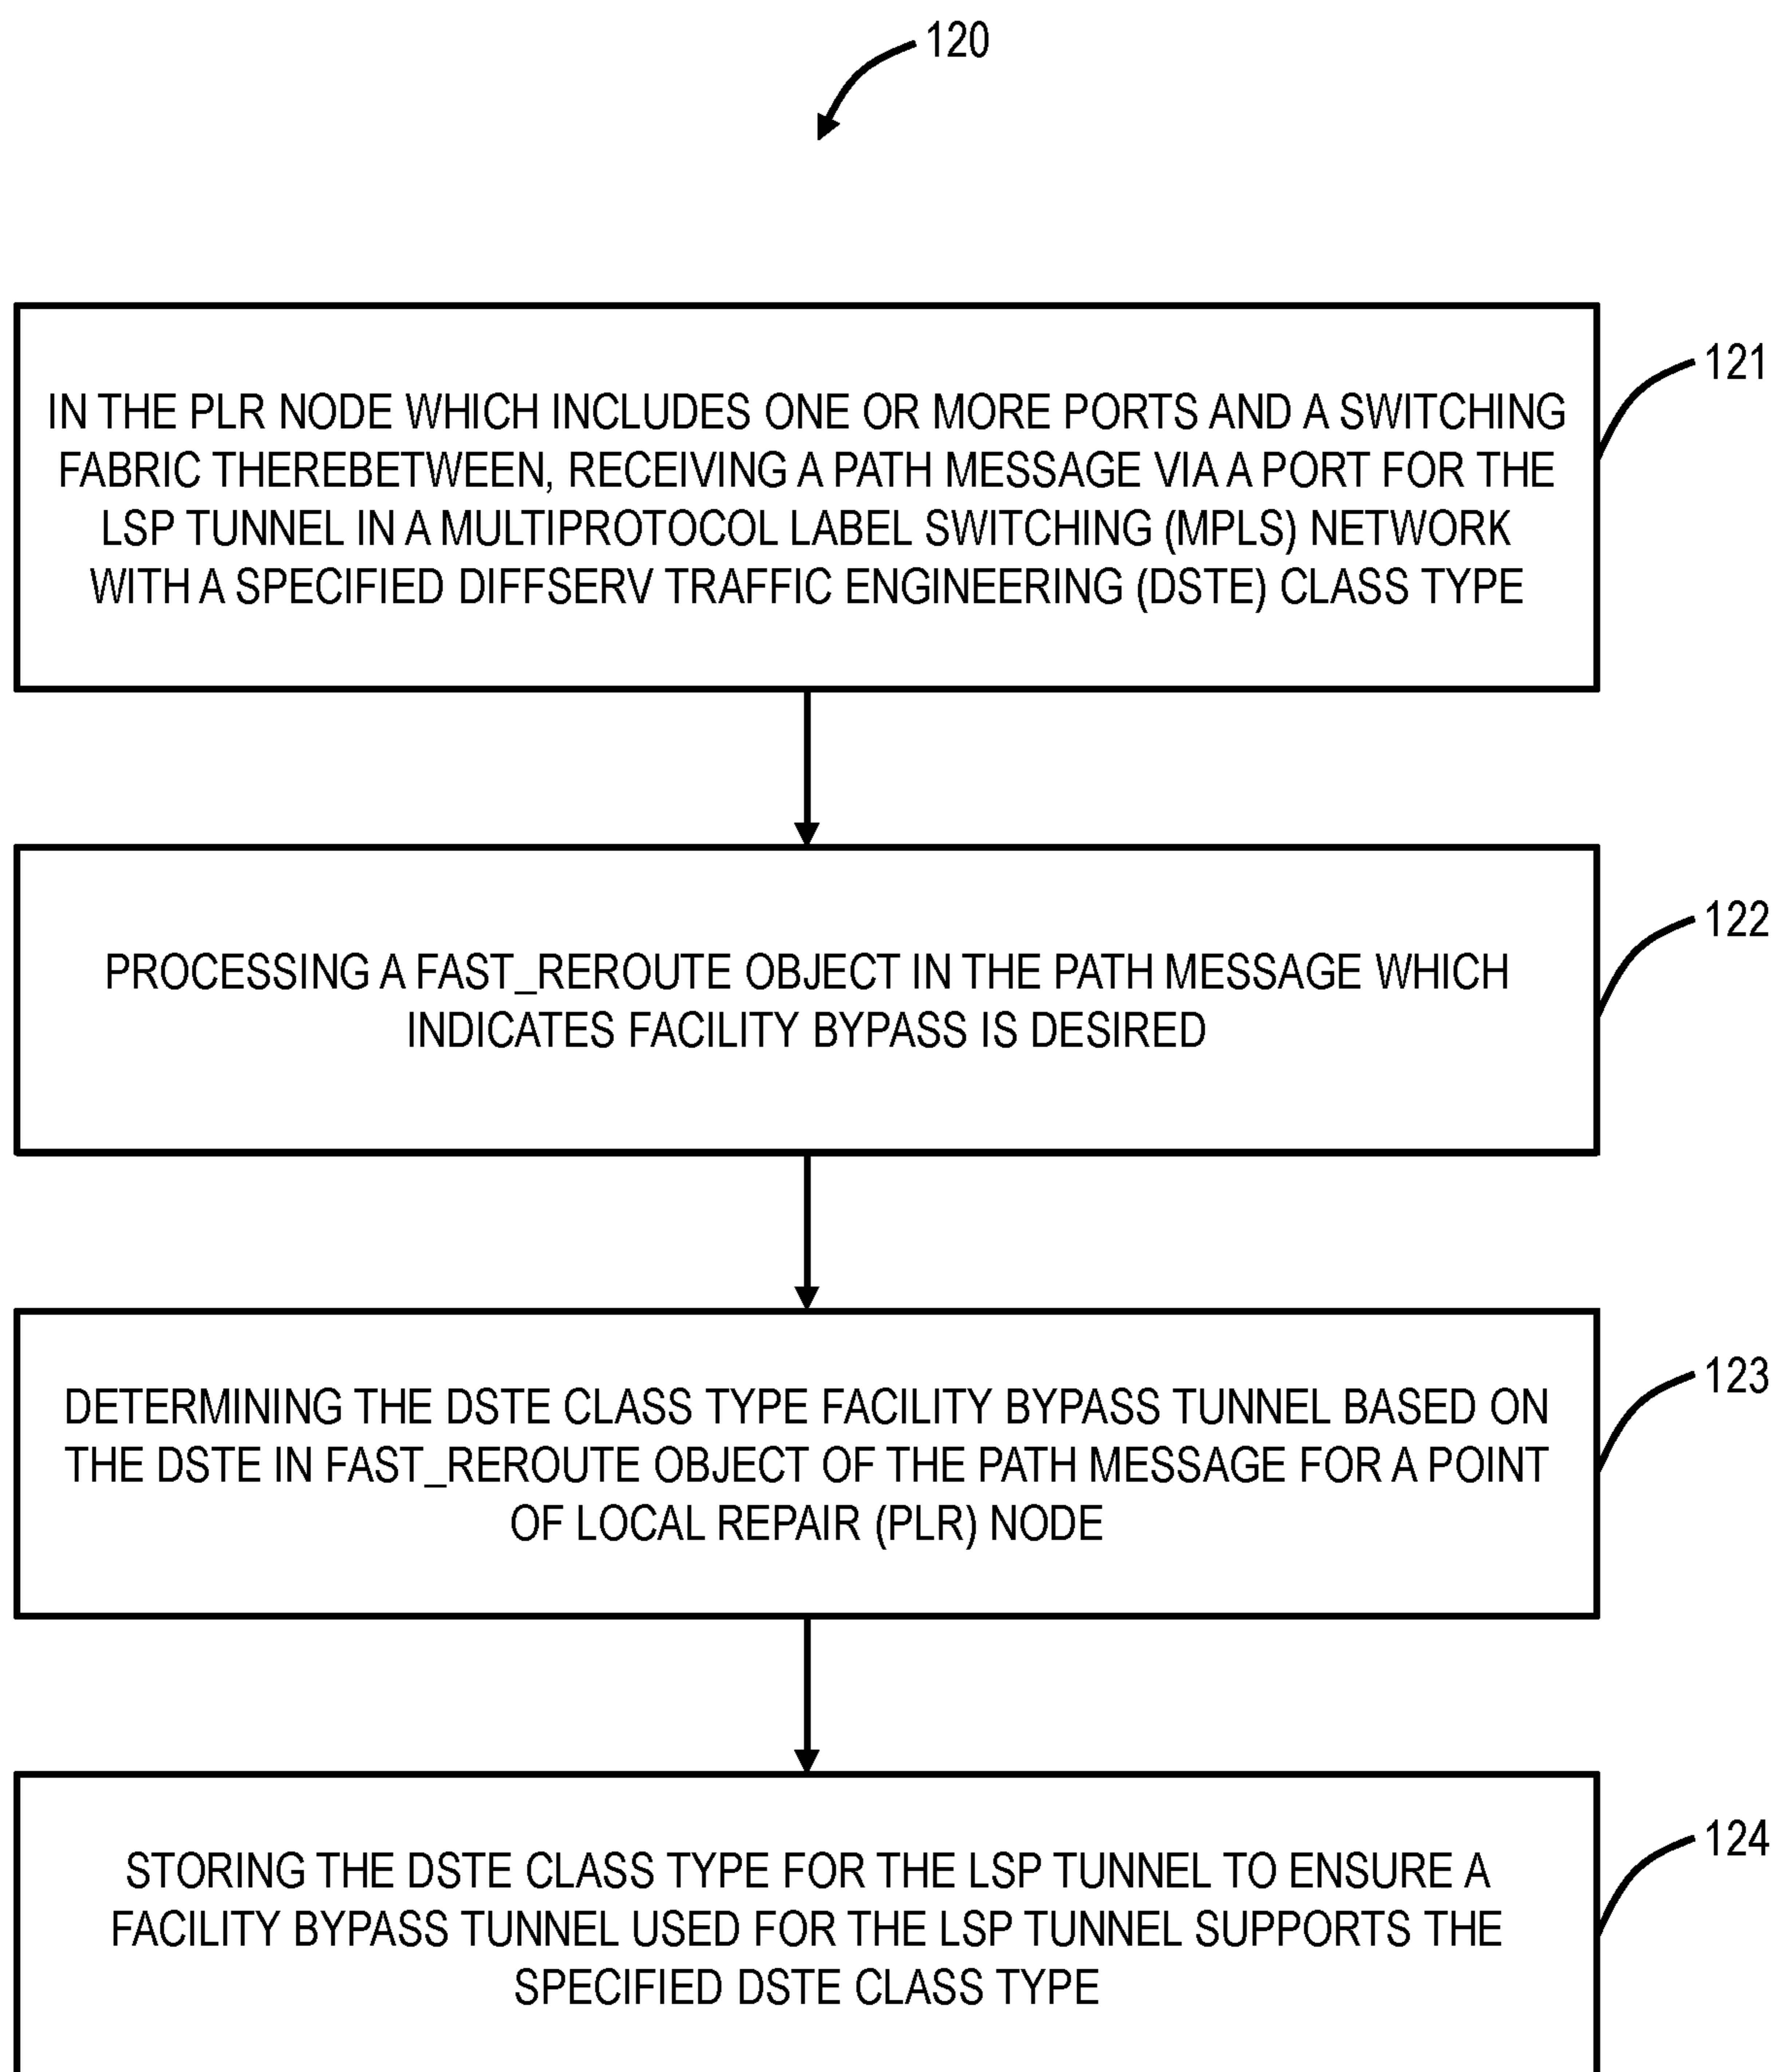 120
121
IN THE PLR NODE WHICH INCLUDES ONE OR MORE PORTS AND A SWITCHING
FABRIC THEREBETWEEN, RECEIVING A PATH MESSAGE VIA A PORT FOR THE
LSP TUNNEL IN A MULTIPROTOCOL LABEL SWITCHING (MPLS) NETWORK
WITH A SPECIFIED DIFFSERV TRAFFIC ENGINEERING (DSTE) CLASS TYPE
122
PROCESSING A FAST_REROUTE OBJECT IN THE PATH MESSAGE WHICH
INDICATES FACILITY BYPASS IS DESIRED
123
DETERMINING THE DSTE CLASS TYPE FACILITY BYPASS TUNNEL BASED ON
THE DSTE IN FAST_REROUTE OBJECT OF THE PATH MESSAGE FOR A POINT
OF LOCAL REPAIR (PLR) NODE
124
STORING THE DSTE CLASS TYPE FOR THE LSP TUNNEL TO ENSURE A
FACILITY BYPASS TUNNEL USED FOR THE LSP TUNNEL SUPPORTS THE
SPECIFIED DSTE CLASS TYPE